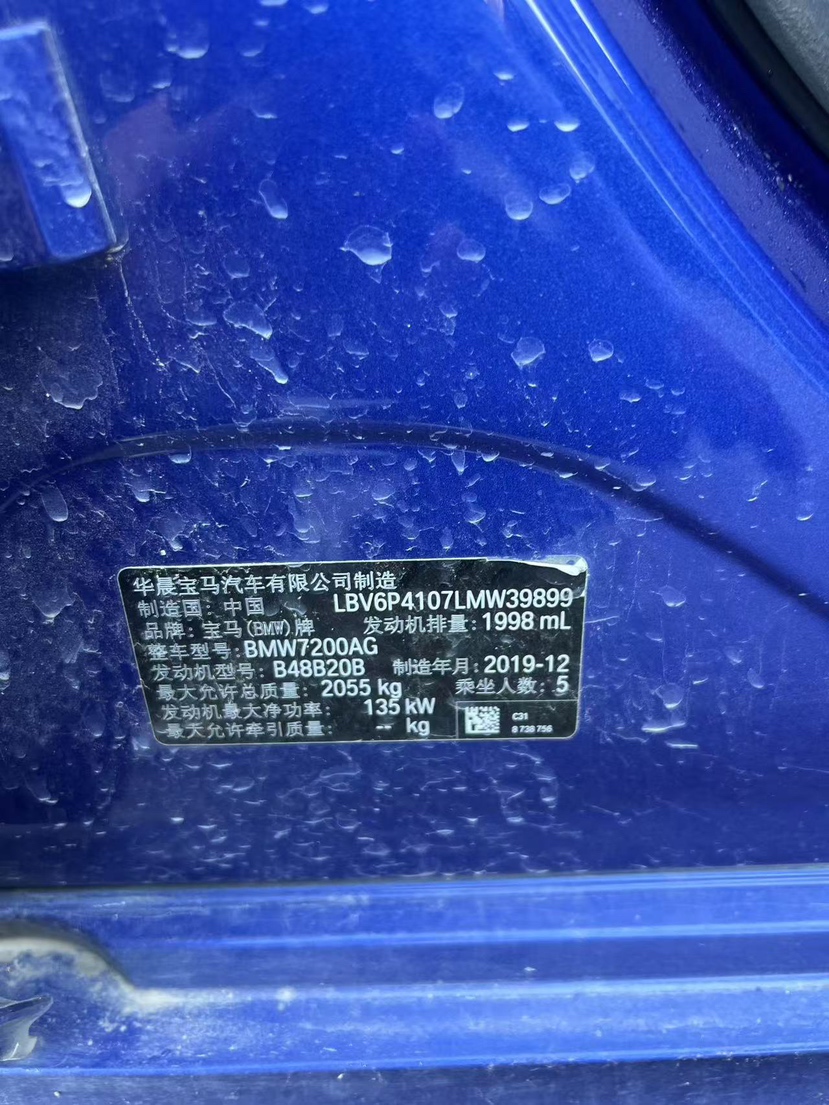 华晨宝马汽车有限公司制造
制造国：中国 LBV6P4107LMW39899
品牌：宝马(BMW)牌 发动机排量：1998 mL
整车型号：BMW7200AG
发动机型号：B48B20B 制造年月：2019-12
最大允许总质量：2055 kg 乘坐人数：5
发动机最大净功率：135 kW
最大允许牵引质量：-- kg
C31
8 738 756